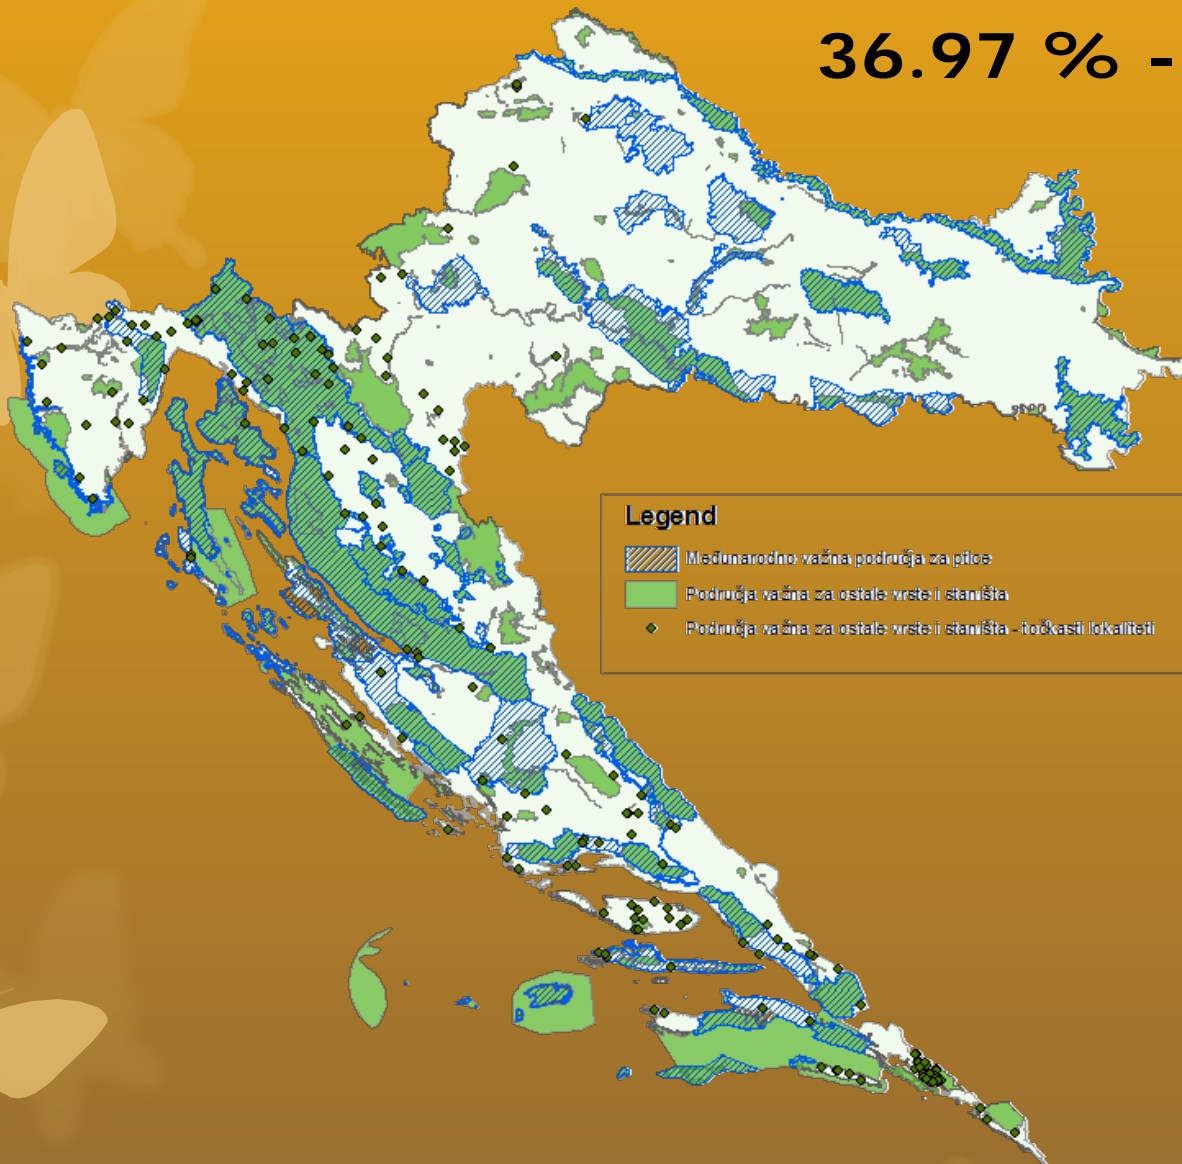 36.97 % -
Legend
Međunarodno važna područja za ptice
Područja važna za ostale vrste i staništa
Područja važna za ostale vrste i staništa - točkasti lokaliteti